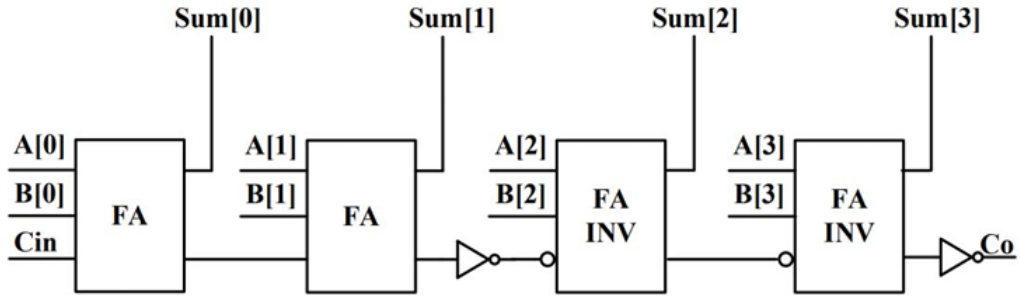 Sum[0] Sum[1] Sum[2] Sum[3]
A[0] A[1] A[2] A[3]
B[0] B[1] B[2] B[3]
FA FA FA INV FA INV
Cin Co